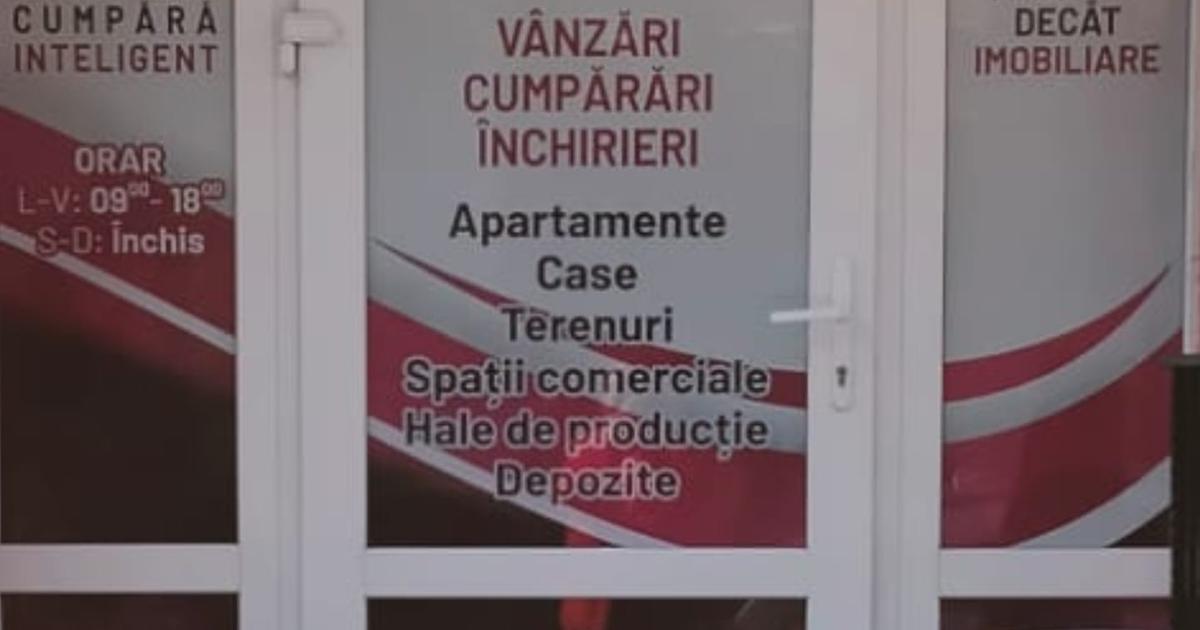 CUMPĂRĂ
INTELIGENT
ORAR
L-V: 09⁰⁰- 18⁰⁰
S-D: Închis
VÂNZĂRI
CUMPĂRĂRI
ÎNCHIRIERI
Apartamente
Case
Terenuri
Spații comerciale
Hale de producție
Depozite
DECÂT
IMOBILIARE